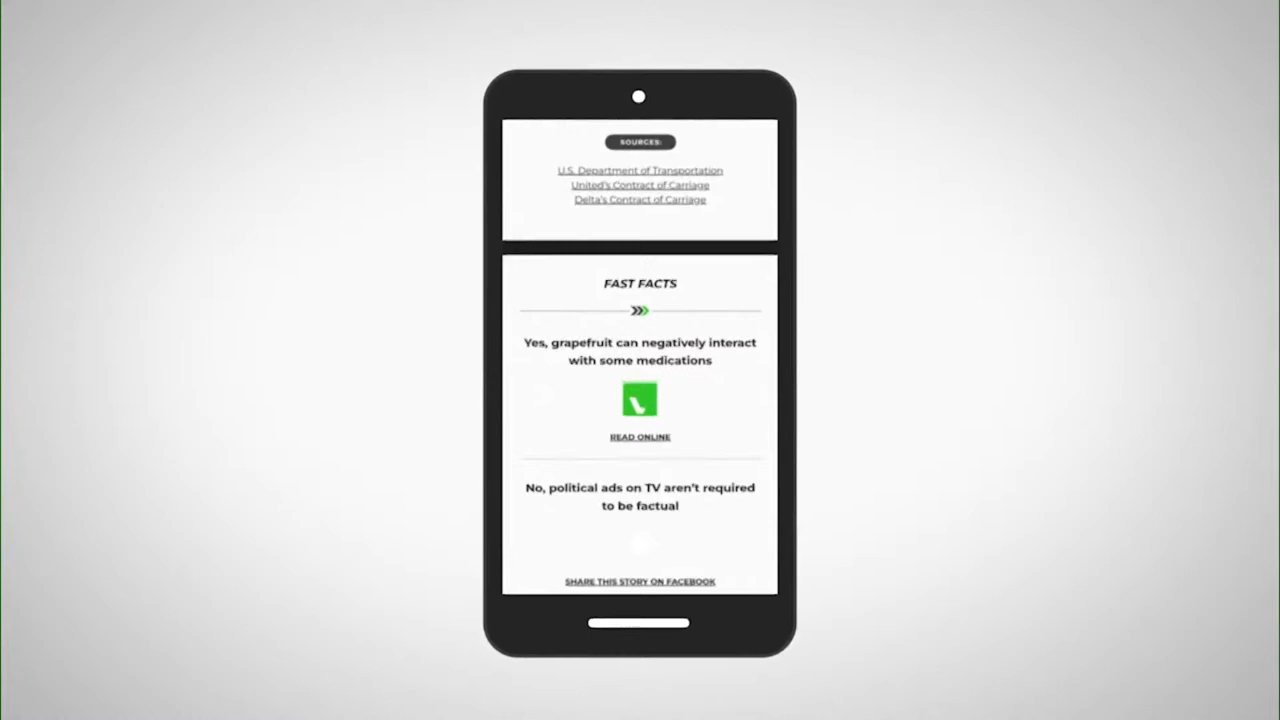 SOURCES:
U.S. Department of Transportation
United's Contract of Carriage
Delta's Contract of Carriage
FAST FACTS
Yes, grapefruit can negatively interact
with some medications
READ ONLINE
No, political ads on TV aren't required
to be factual
SHARE THIS STORY ON FACEBOOK